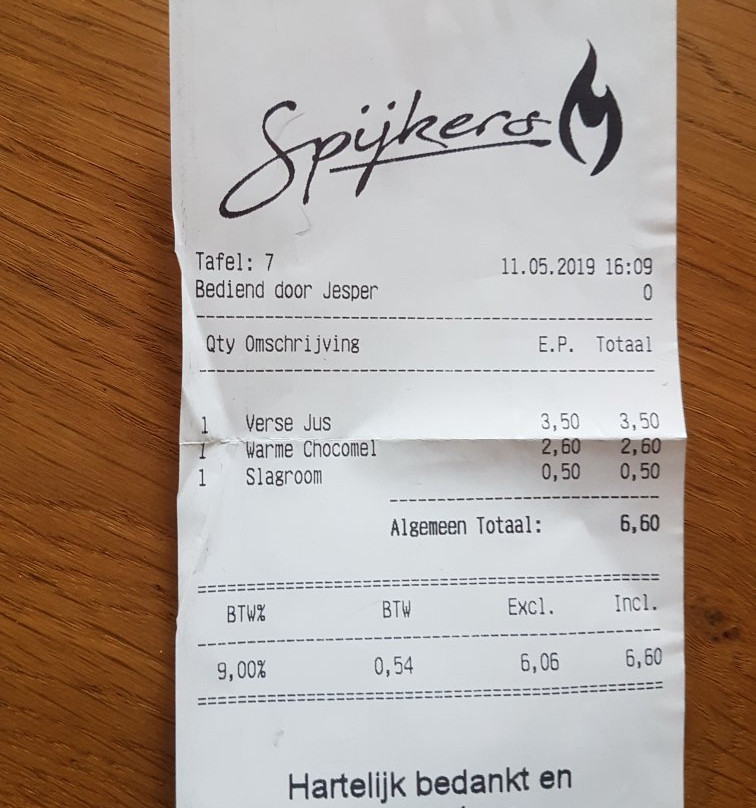 Spijkers
Tafel: 7 11.05.2019 16:09
Bediend door Jesper 0
Qty Omschrijving E.P. Totaal
1 Verse Jus 3,50 3,50
1 Warme Chocomel 2,60 2,60
1 Slagroom 0,50 0,50
Algemeen Totaal: 6,60
BTW% BTW Excl. Incl.
9,00% 0,54 6,06 6,60
Hartelijk bedankt en